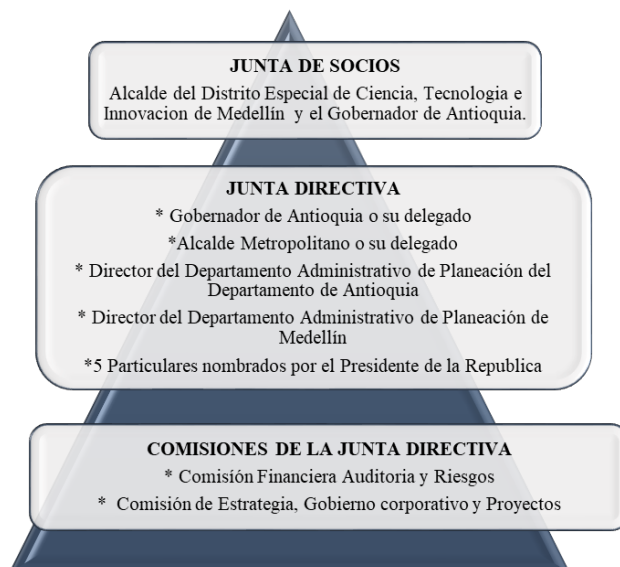 JUNTA DE SOCIOS
Alcalde del Distrito Especial de Ciencia, Tecnologia e
Innovacion de Medellín y el Gobernador de Antioquia.
JUNTA DIRECTIVA
* Gobernador de Antioquia o su delegado
*Alcalde Metropolitano o su delegado
* Director del Departamento Administrativo de Planeación del
Departamento de Antioquia
* Director del Departamento Administrativo de Planeación de
Medellín
*5 Particulares nombrados por el Presidente de la Republica
COMISIONES DE LA JUNTA DIRECTIVA
* Comisión Financiera Auditoria y Riesgos
* Comisión de Estrategia, Gobierno corporativo y Proyectos